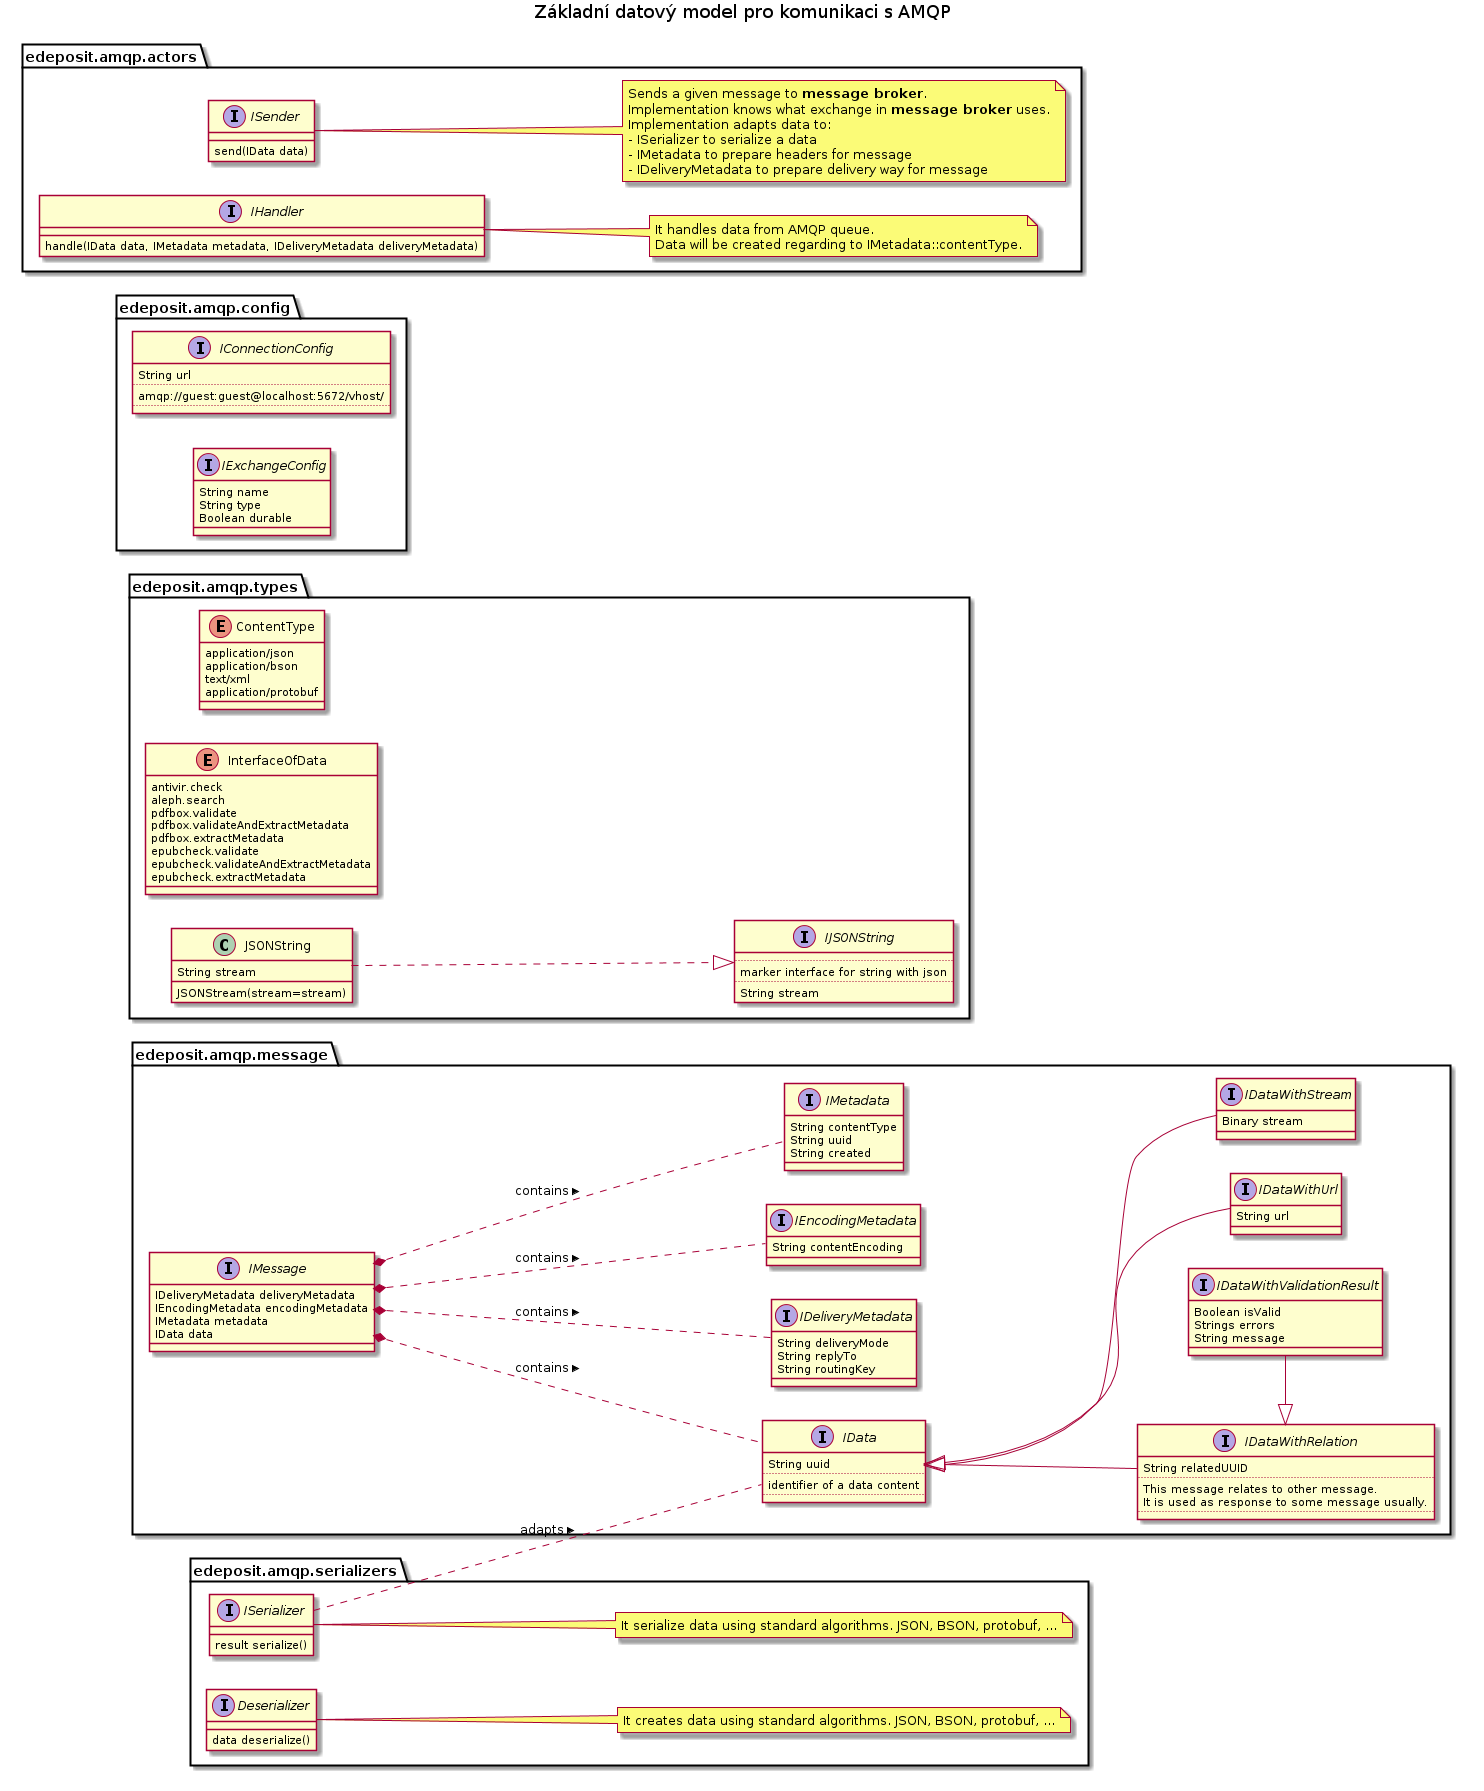 Základní datový model pro komunikaci s AMQP
edeposit.amqp.actors
I ISender
send(IData data)
Sends a given message to message broker.
Implementation knows what exchange in message broker uses.
Implementation adapts data to:
- ISerializer to serialize a data
- IMetadata to prepare headers for message
- IDeliveryMetadata to prepare delivery way for message
I IHandler
handle(IData data, IMetadata metadata, IDeliveryMetadata deliveryMetadata)
It handles data from AMQP queue.
Data will be created regarding to IMetadata::contentType.
edeposit.amqp.config
I IConnectionConfig
String url
amqp://guest:guest@localhost:5672/vhost/
I IExchangeConfig
String name
String type
Boolean durable
edeposit.amqp.types
E ContentType
application/json
application/bson
text/xml
application/protobuf
E InterfaceOfData
antivir.check
aleph.search
pdfbox.validate
pdfbox.validateAndExtractMetadata
pdfbox.extractMetadata
epubcheck.validate
epubcheck.validateAndExtractMetadata
epubcheck.extractMetadata
C JSONString
String stream
JSONStream(stream=stream)
I IJSONString
marker interface for string with json
String stream
edeposit.amqp.message
I IMessage
IDeliveryMetadata deliveryMetadata
IEncodingMetadata encodingMetadata
IMetadata metadata
IData data
contains ►
contains ►
contains ►
contains ►
I IMetadata
String contentType
String uuid
String created
I IEncodingMetadata
String contentEncoding
I IDeliveryMetadata
String deliveryMode
String replyTo
String routingKey
I IData
String uuid
identifier of a data content
I IDataWithStream
Binary stream
I IDataWithUrl
String url
I IDataWithValidationResult
Boolean isValid
Strings errors
String message
I IDataWithRelation
String relatedUUID
This message relates to other message.
It is used as response to some message usually.
adapts ►
edeposit.amqp.serializers
I ISerializer
result serialize()
It serialize data using standard algorithms. JSON, BSON, protobuf, ...
I Deserializer
data deserialize()
It creates data using standard algorithms. JSON, BSON, protobuf, ...